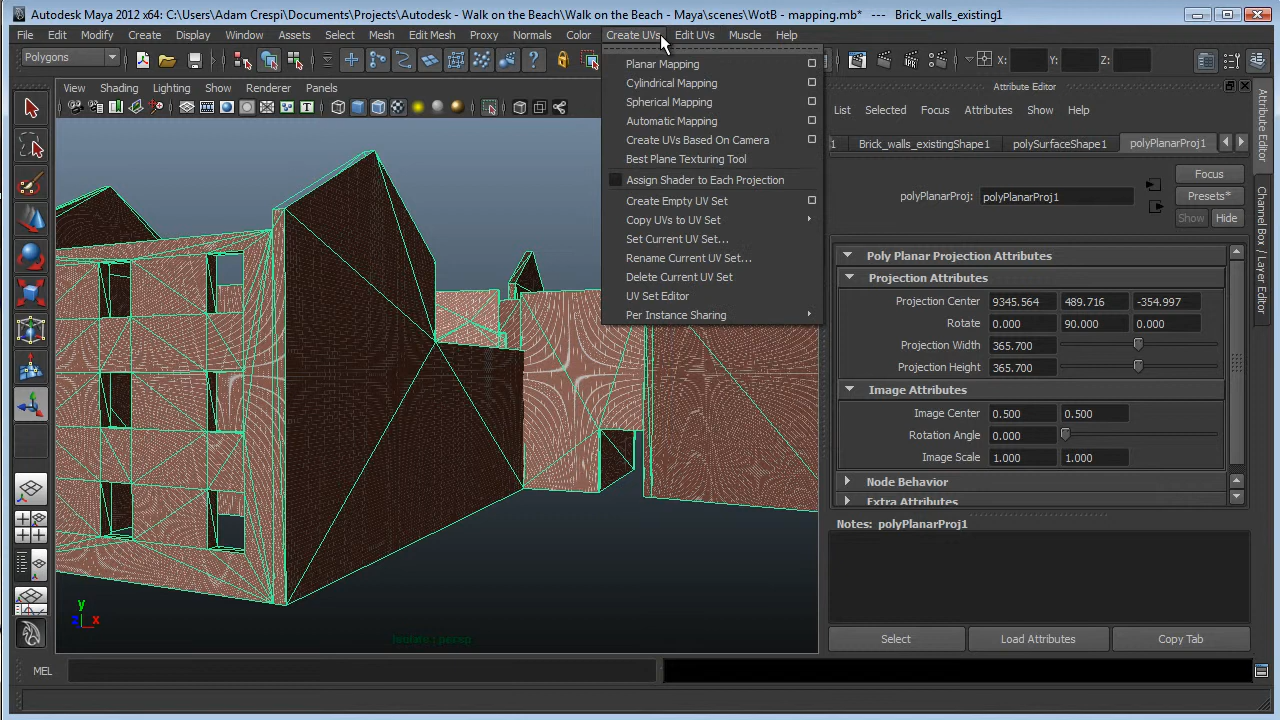 Autodesk Maya 2012 x64: C:\Users\Adam Crespi\Documents\Projects\Autodesk - Walk on the Beach\Walk on the Beach - Maya\scenes\WotB - mapping.mb* --- Brick_walls_existing1
File Edit Modify Create Display Window Assets Select Mesh Edit Mesh Proxy Normals Color Create UVs Edit UVs Muscle Help
Polygons
X: Y: Z:
View Shading Lighting Show Renderer Panels
Planar Mapping
Cylindrical Mapping
Spherical Mapping
Automatic Mapping
Create UVs Based On Camera
Best Plane Texturing Tool
Assign Shader to Each Projection
Create Empty UV Set
Copy UVs to UV Set
Set Current UV Set...
Rename Current UV Set...
Delete Current UV Set
UV Set Editor
Per Instance Sharing
Attribute Editor
List Selected Focus Attributes Show Help
1 Brick_walls_existingShape1 polySurfaceShape1 polyPlanarProj1
Focus
polyPlanarProj: polyPlanarProj1
Presets*
Show Hide
Poly Planar Projection Attributes
Projection Attributes
Projection Center 9345.564 489.716 -354.997
Rotate 0.000 90.000 0.000
Projection Width 365.700
Projection Height 365.700
Image Attributes
Image Center 0.500 0.500
Rotation Angle 0.000
Image Scale 1.000 1.000
Node Behavior
Extra Attributes
Notes: polyPlanarProj1
Select Load Attributes Copy Tab
Attribute Editor
Channel Box / Layer Editor
y
z x
MEL